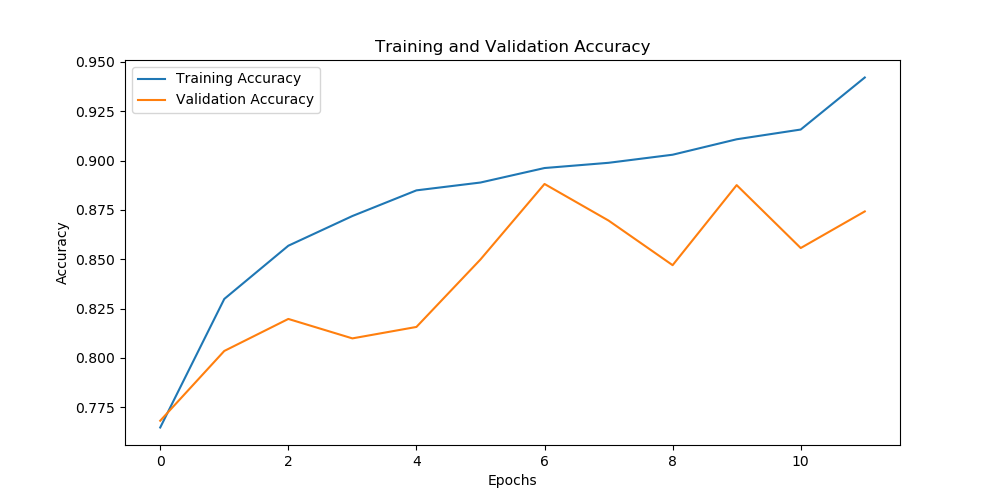 Training and Validation Accuracy
Training Accuracy
Validation Accuracy
0.950
0.925
0.900
0.875
0.850
0.825
0.800
0.775
Accuracy
0 2 4 6 8 10
Epochs